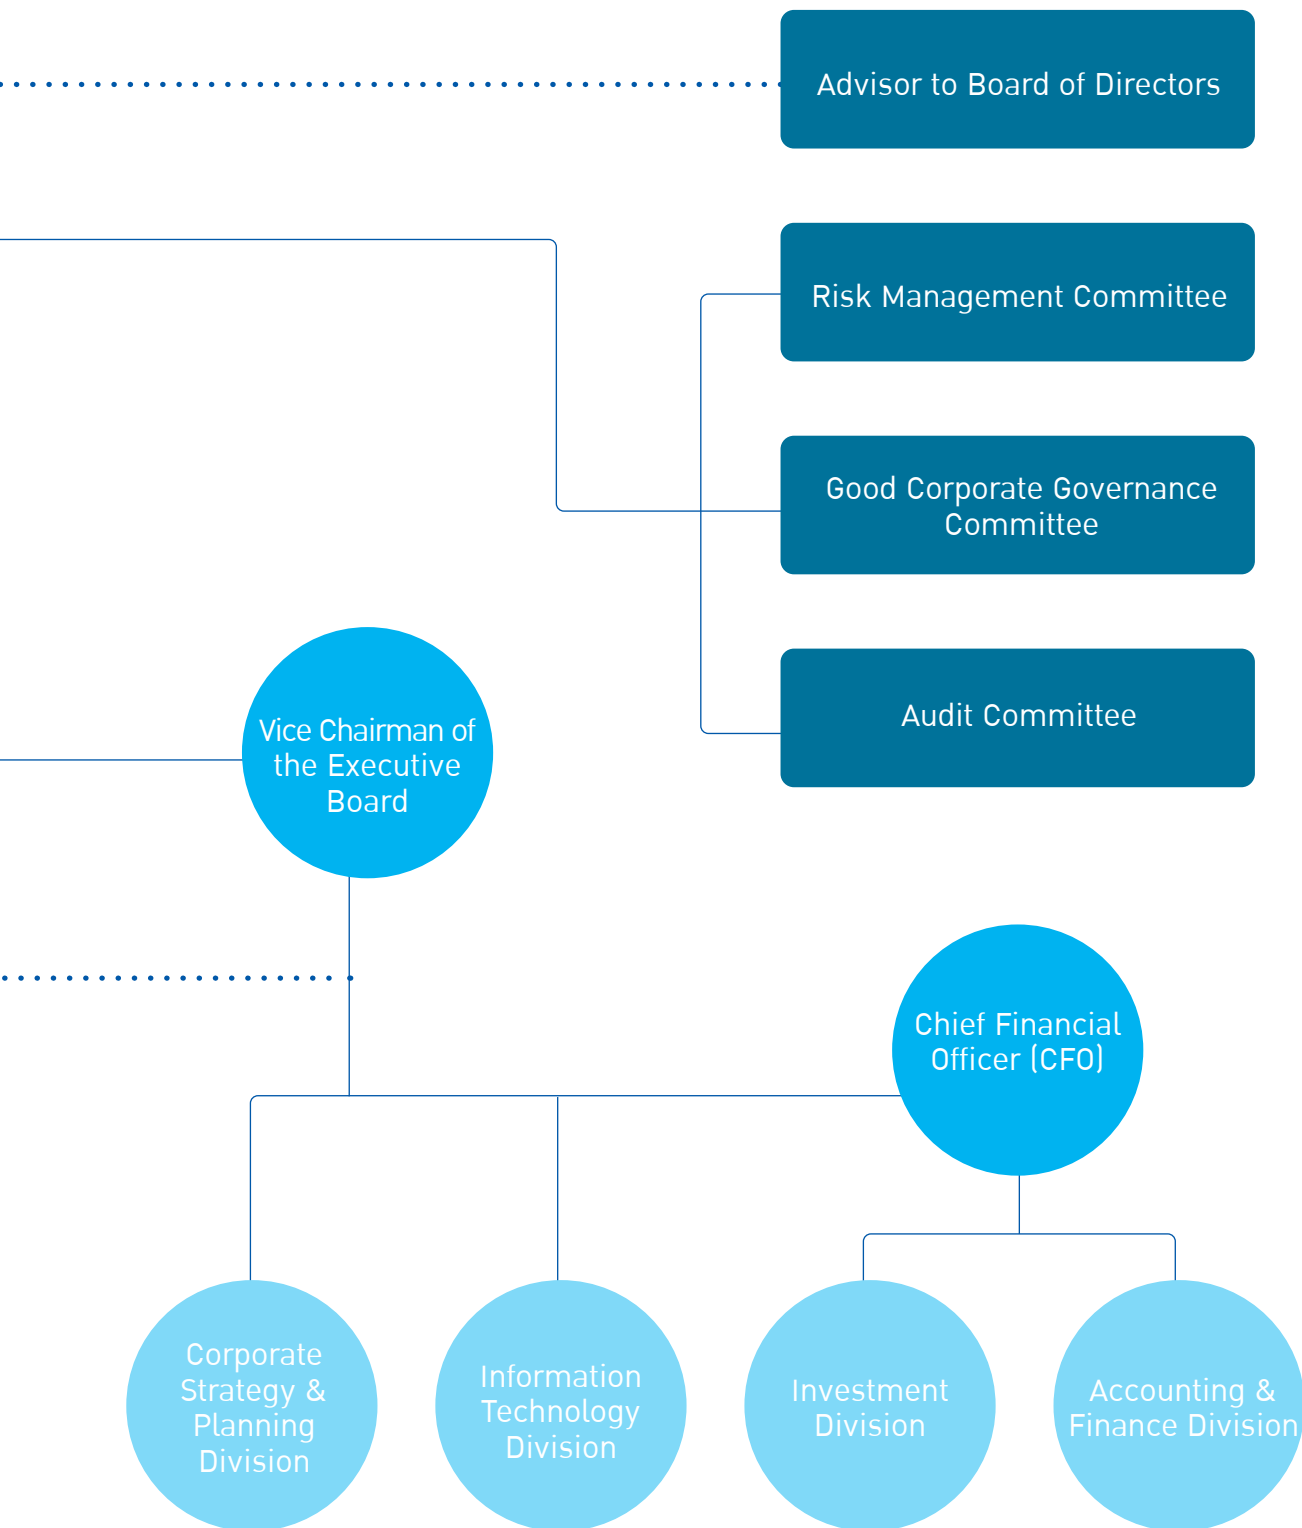 Advisor to Board of Directors
Risk Management Committee
Good Corporate Governance
Committee
Vice Chairman of
the Executive
Board
Audit Committee
Chief Financial
Officer (CFO)
Corporate
Strategy &
Planning
Division
Information
Technology
Division
Investment
Division
Accounting &
Finance Division